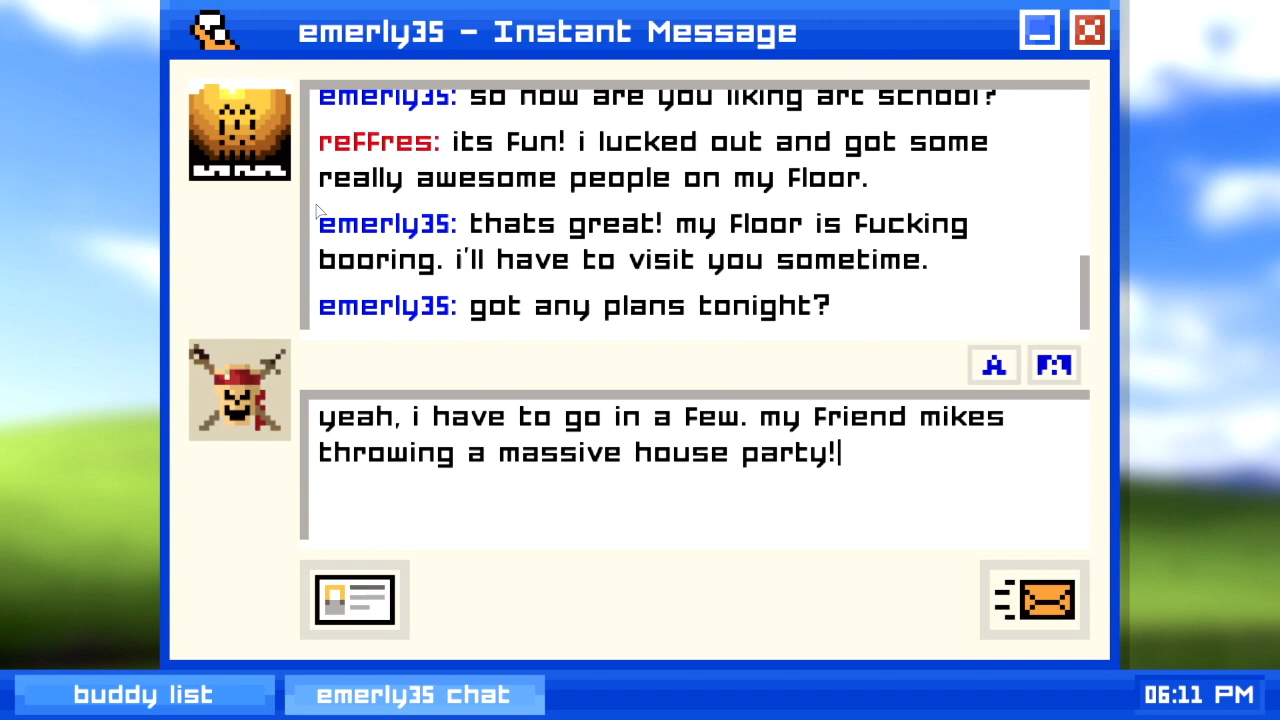 emerly35 - Instant Message
emerly35: so how are you liking art school?
reffres: its fun! i lucked out and got some
really awesome people on my floor.
emerly35: thats great! my floor is fucking
booring. i'll have to visit you sometime.
emerly35: got any plans tonight?
A A
yeah, i have to go in a few. my friend mikes
throwing a massive house party!
buddy list
emerly35 chat
06:11 PM